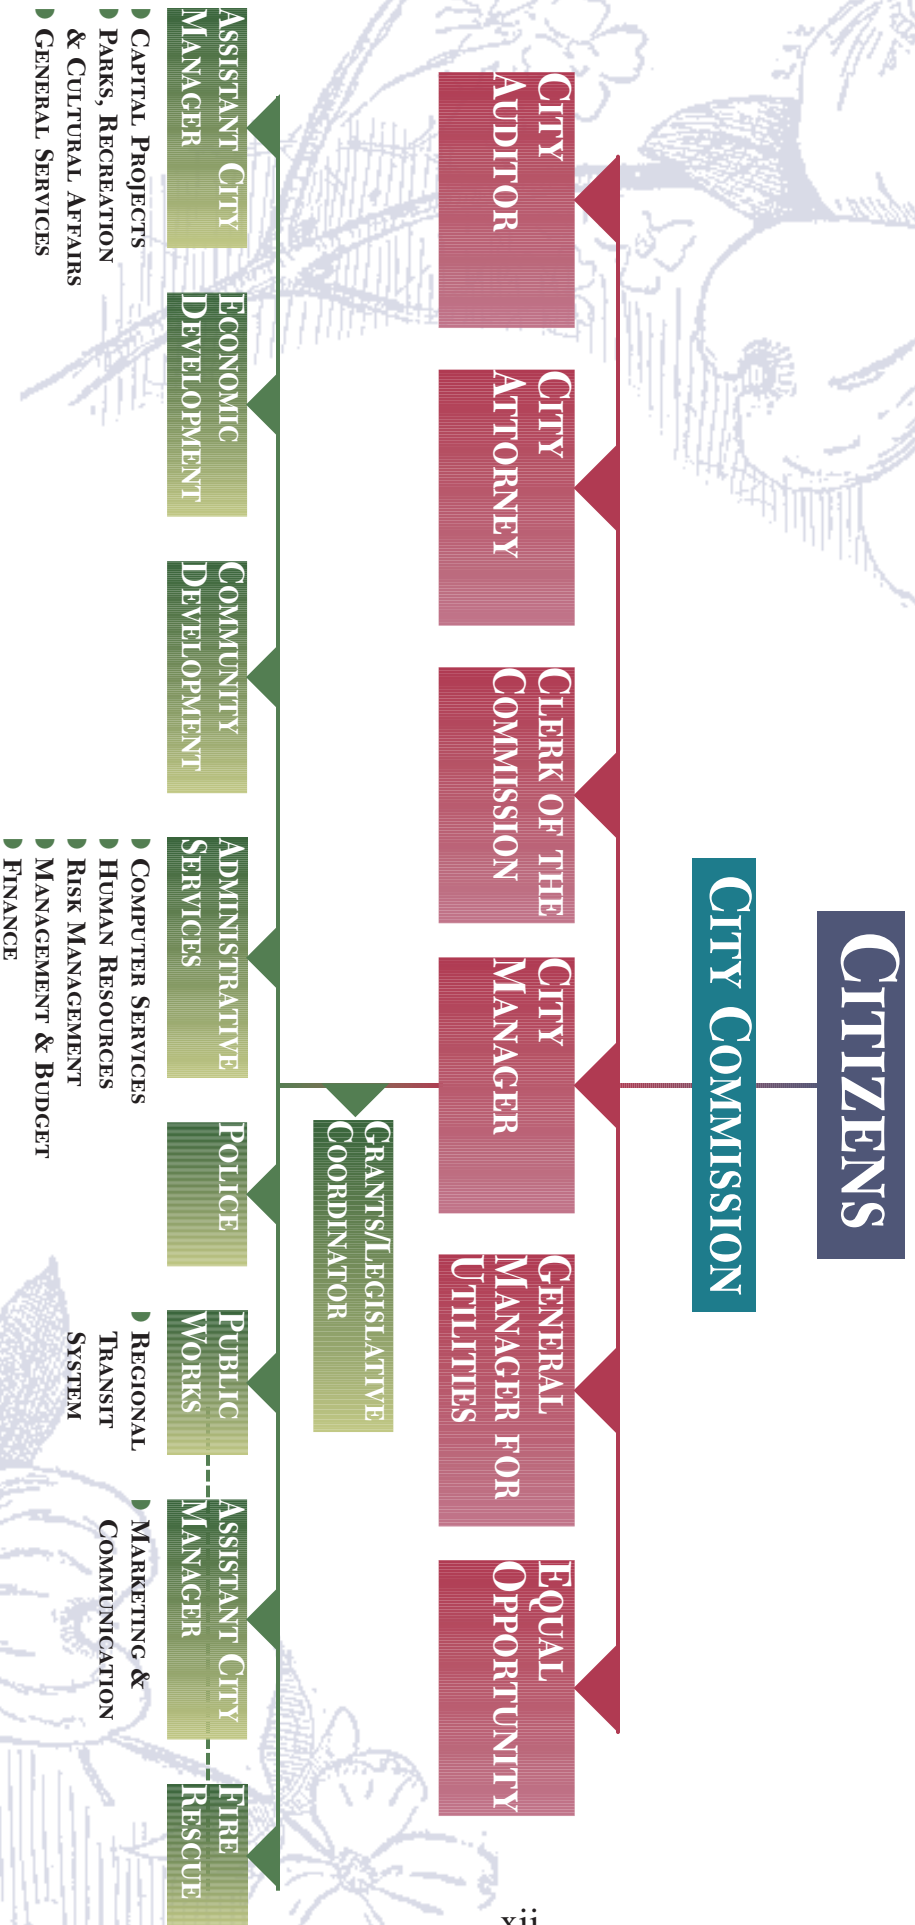 Citizens
City Commission
City
Auditor
City
Attorney
Clerk of the
Commission
City
Manager
General
Manager for
Utilities
Equal
Opportunity
Grants/Legislative
Coordinator
Assistant City
Manager
Capital Projects
Parks, Recreation
& Cultural Affairs
General Services
Economic
Development
Community
Development
Administrative
Services
Computer Services
Human Resources
Risk Management
Management & Budget
Finance
Police
Public
Works
Regional
Transit
System
Assistant City
Manager
Marketing &
Communication
Fire
Rescue
xii